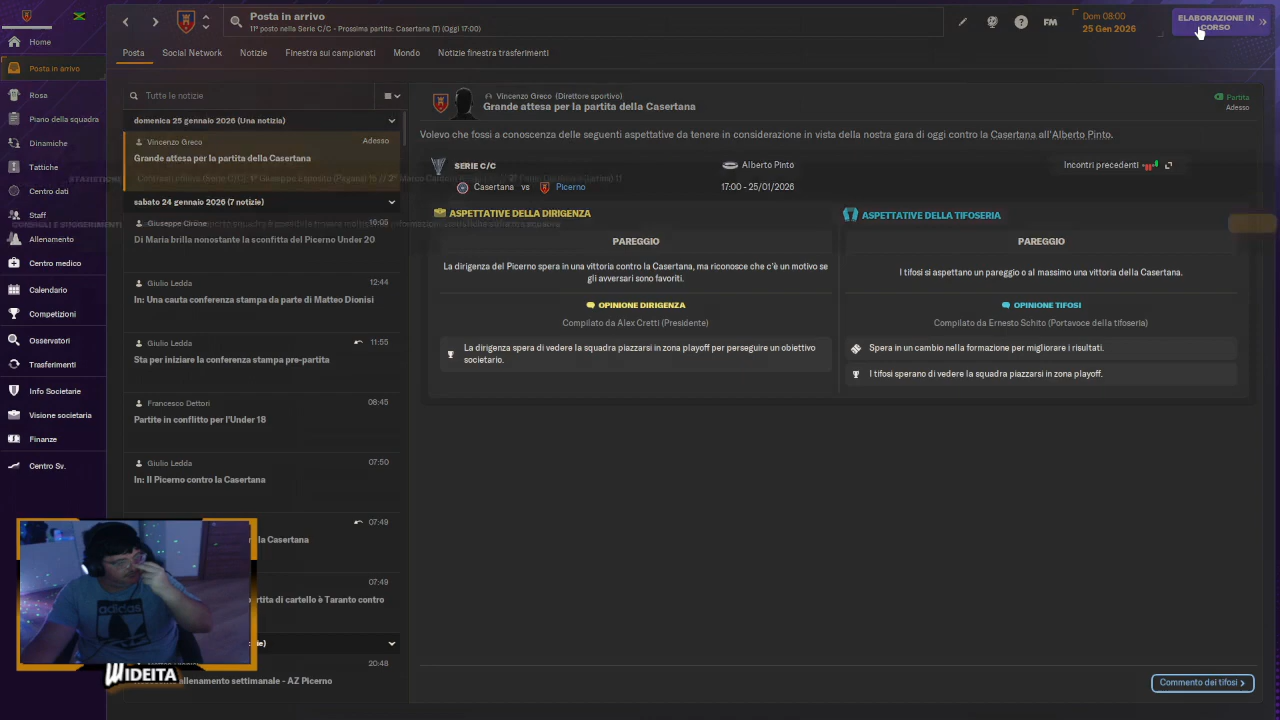 Posta in arrivo
11° posto nella Serie C/C - Prossima partita: Casertana (T) (Oggi 17:00)
FM
Dom 08:00
25 Gen 2026
ELABORAZIONE IN CORSO
Home
Posta in arrivo
Rosa
Piano della squadra
Dinamiche
Tattiche
Centro dati
Staff
Allenamento
Centro medico
Calendario
Competizioni
Osservatori
Trasferimenti
Info Societarie
Visione societaria
Finanze
Centro Sv.
Posta
Social Network
Notizie
Finestra sui campionati
Mondo
Notizie finestra trasferimenti
Tutte le notizie
domenica 25 gennaio 2026 (Una notizia)
Vincenzo Greco
Adesso
Grande attesa per la partita della Casertana
sabato 24 gennaio 2026 (7 notizie)
Giuseppe Cirone
16:05
Di Maria brilla nonostante la sconfitta del Picerno Under 20
Giulio Ledda
12:44
In: Una cauta conferenza stampa da parte di Matteo Dionisi
Giulio Ledda
11:55
Sta per iniziare la conferenza stampa pre-partita
Francesco Dettori
08:45
Partite in conflitto per l'Under 18
Giulio Ledda
07:50
In: Il Picerno contro la Casertana
07:49
la Casertana
07:49
partita di cartello è Taranto contro
20:48
allenamento settimanale - AZ Picerno
Vincenzo Greco (Direttore sportivo)
Grande attesa per la partita della Casertana
Partita
Adesso
Volevo che fossi a conoscenza delle seguenti aspettative da tenere in considerazione in vista della nostra gara di oggi contro la Casertana all'Alberto Pinto.
SERIE C/C
Casertana vs Picerno
Alberto Pinto
17:00 - 25/01/2026
Incontri precedenti
ASPETTATIVE DELLA DIRIGENZA
PAREGGIO
La dirigenza del Picerno spera in una vittoria contro la Casertana, ma riconosce che c'è un motivo se
gli avversari sono favoriti.
OPINIONE DIRIGENZA
Compilato da Alex Cretti (Presidente)
La dirigenza spera di vedere la squadra piazzarsi in zona playoff per perseguire un obiettivo
societario.
ASPETTATIVE DELLA TIFOSERIA
PAREGGIO
I tifosi si aspettano un pareggio o al massimo una vittoria della Casertana.
OPINIONE TIFOSI
Compilato da Ernesto Schito (Portavoce della tifoseria)
Spera in un cambio nella formazione per migliorare i risultati.
I tifosi sperano di vedere la squadra piazzarsi in zona playoff.
Commento dei tifosi
adidas
WIDEITA